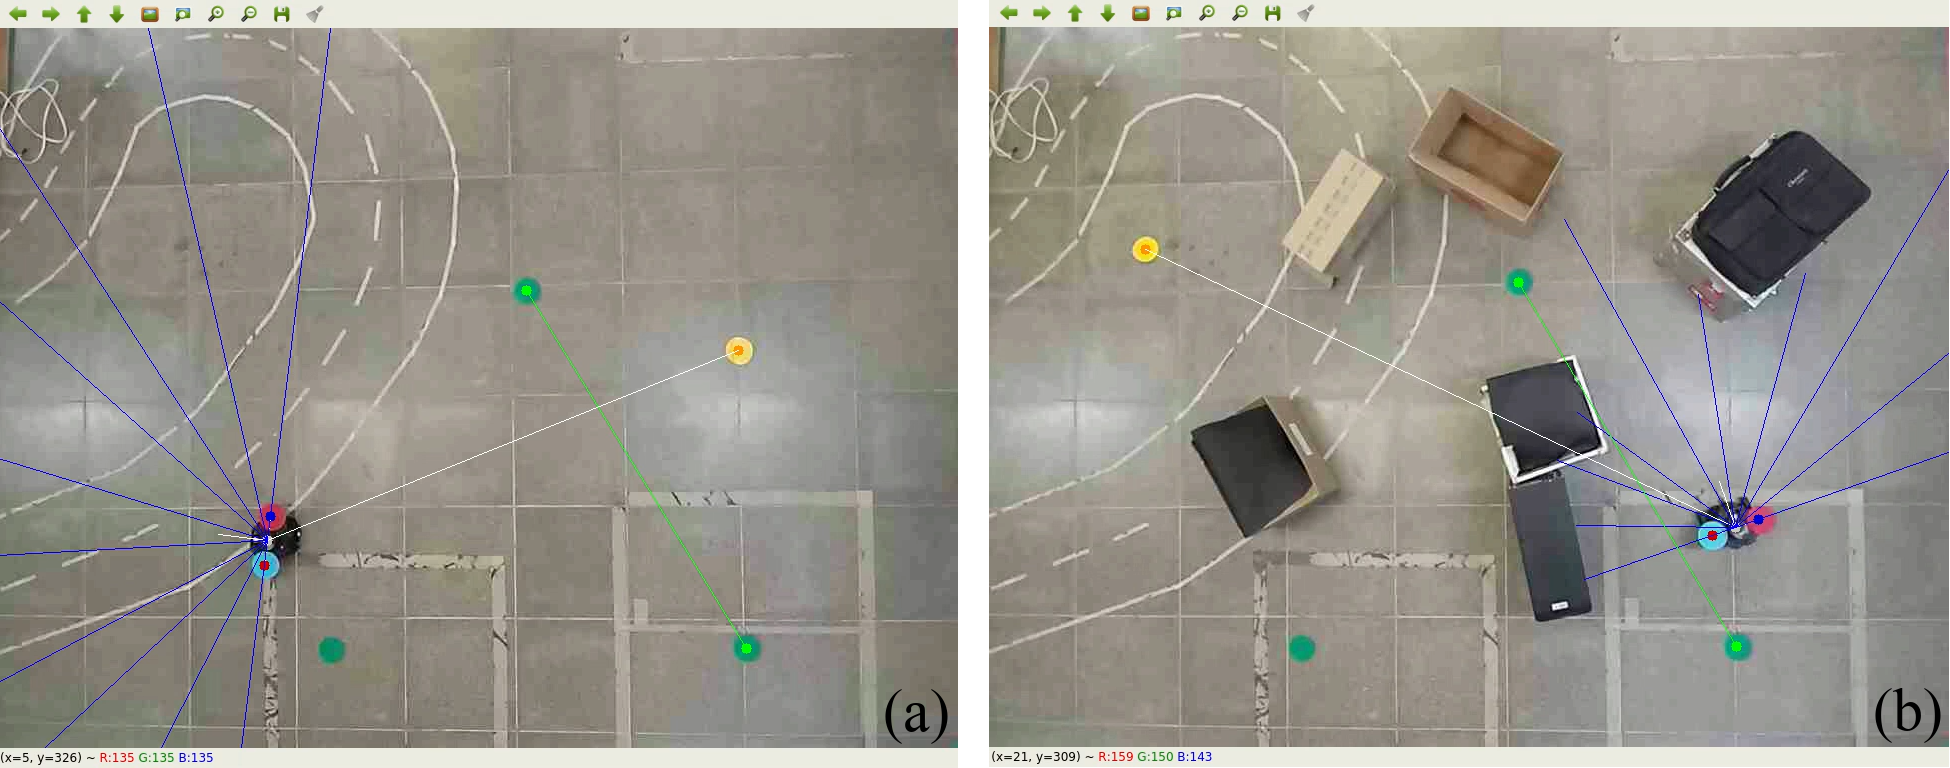 (a)
(b)
(x=5, y=326) ~ R:135 G:135 B:135
(x=21, y=309) ~ R:159 G:150 B:143